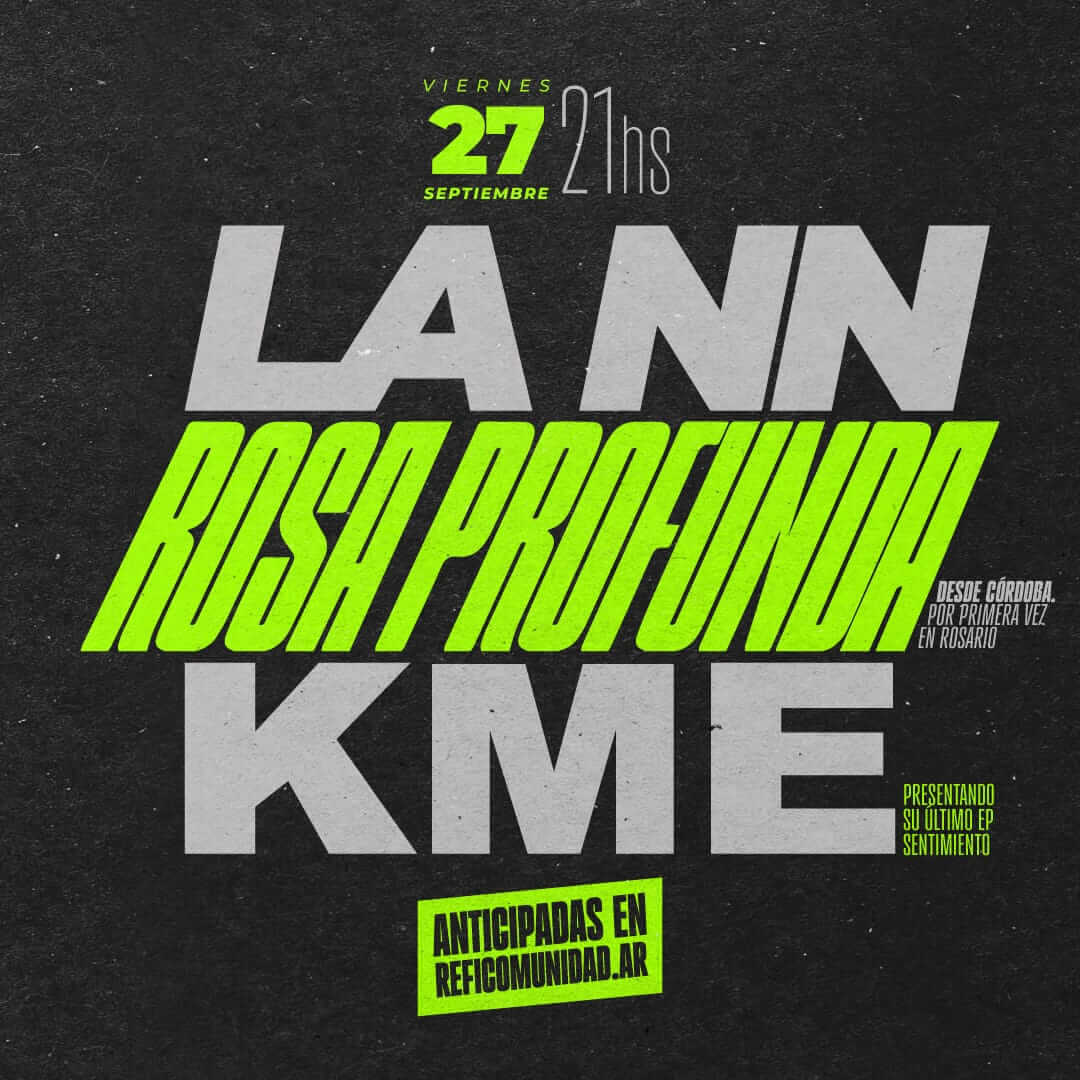 VIERNES
27
SEPTIEMBRE
21hs
LA NN
ROSA PROFUNDA
DESDE CÓRDOBA.
POR PRIMERA VEZ
EN ROSARIO
KME
PRESENTANDO
SU ÚLTIMO EP
SENTIMIENTO
ANTICIPADAS EN
REFICOMUNIDAD.AR